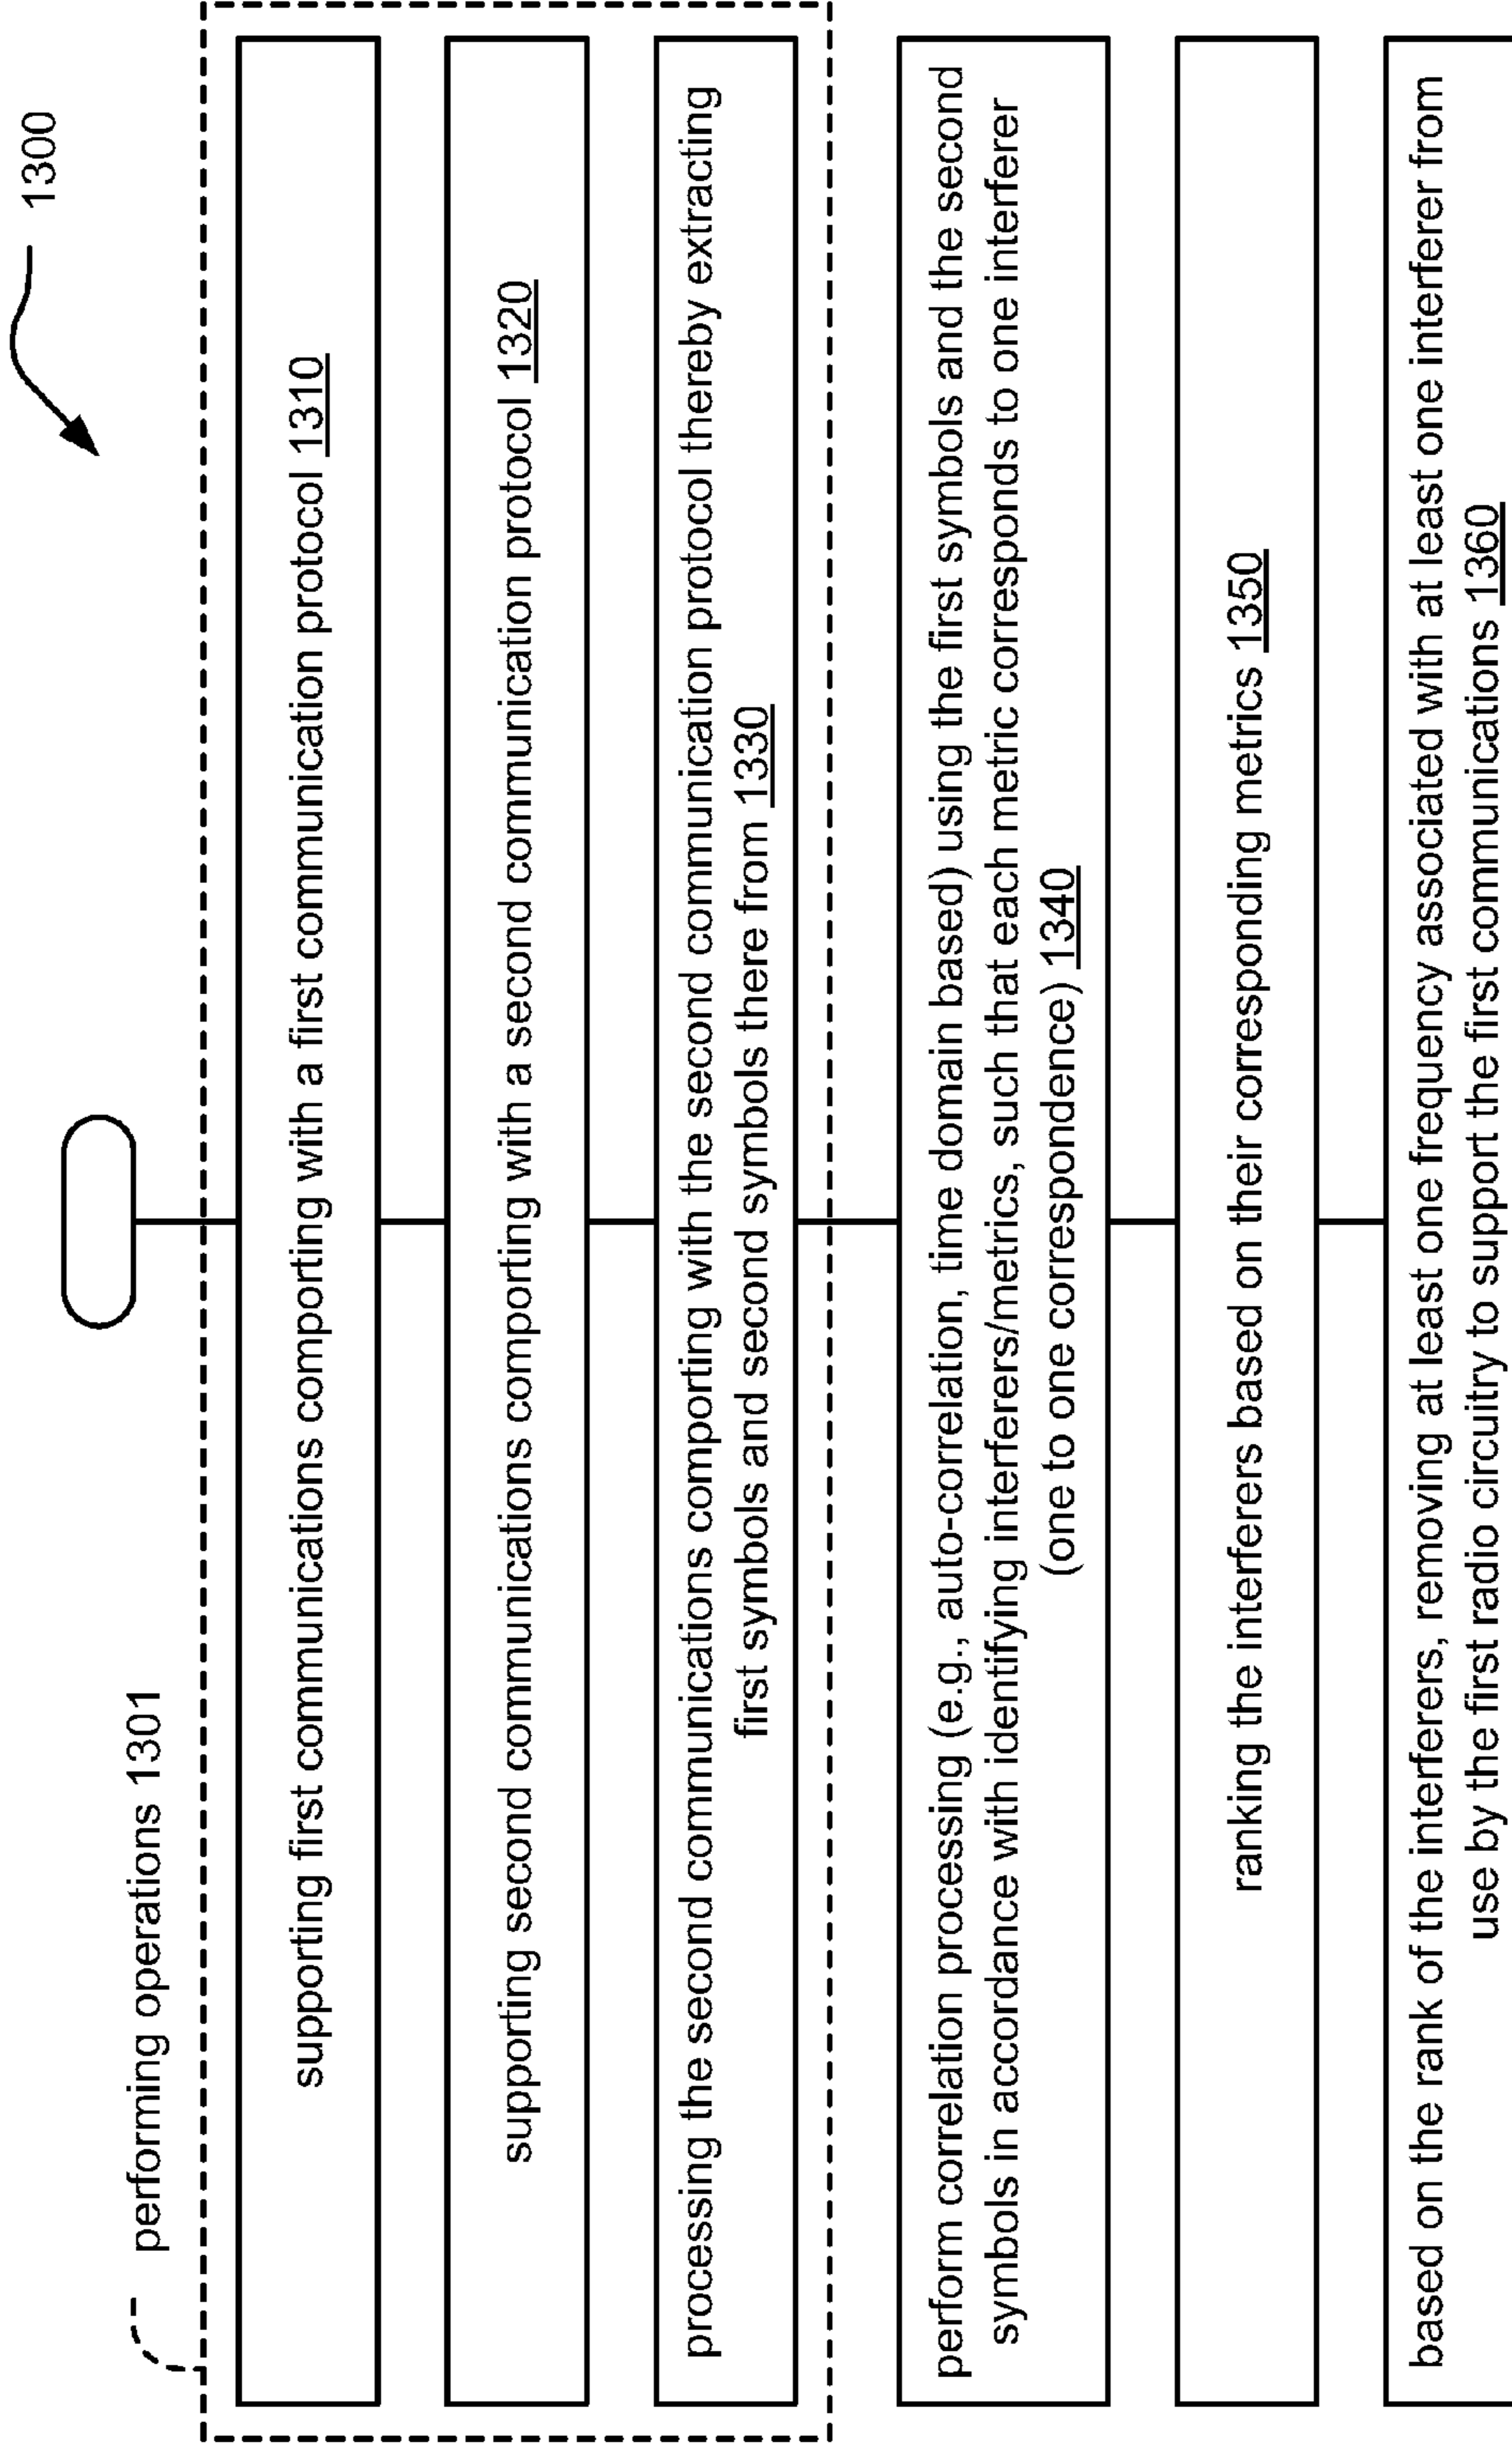 1300
performing operations 1301
supporting first communications comporting with a first communication protocol 1310
supporting second communications comporting with a second communication protocol 1320
processing the second communications comporting with the second communication protocol thereby extracting
first symbols and second symbols there from 1330
perform correlation processing (e.g., auto-correlation, time domain based) using the first symbols and the second
symbols in accordance with identifying interferers/metrics, such that each metric corresponds to one interferer
(one to one correspondence) 1340
ranking the interferers based on their corresponding metrics 1350
based on the rank of the interferers, removing at least one frequency associated with at least one interferer from
use by the first radio circuitry to support the first communications 1360